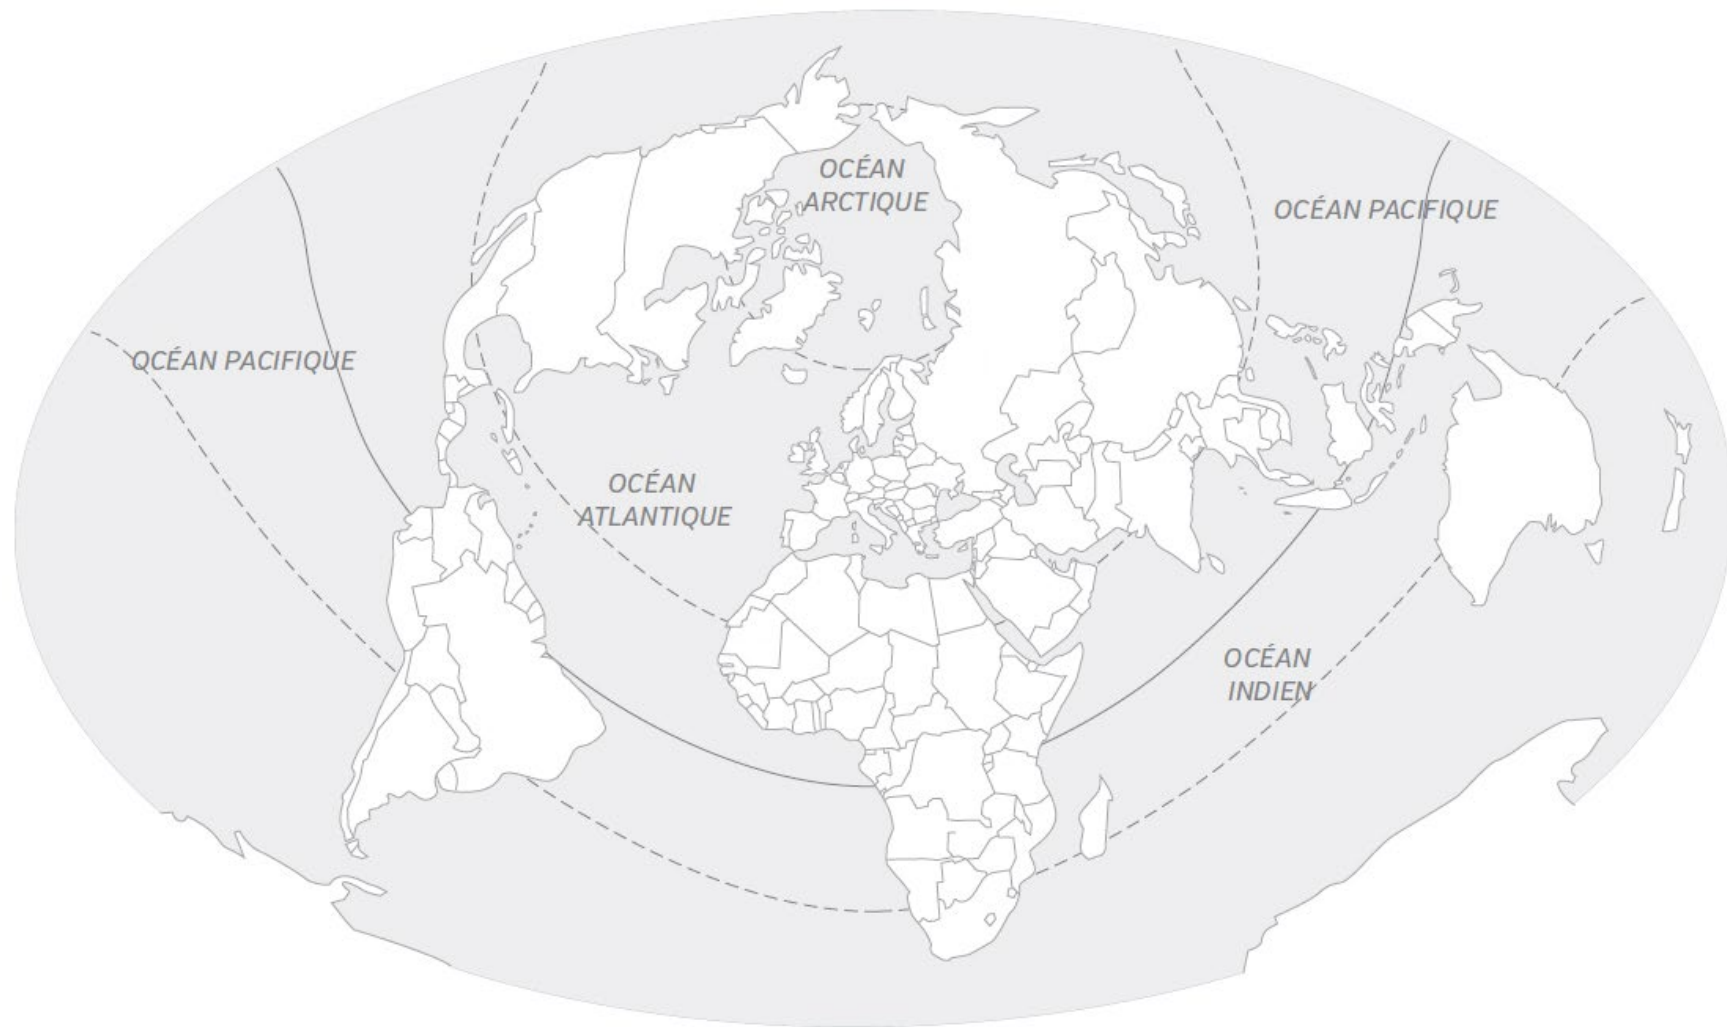 OCÉAN
ARCTIQUE
OCÉAN PACIFIQUE
OCÉAN PACIFIQUE
OCÉAN
ATLANTIQUE
OCÉAN
INDIEN